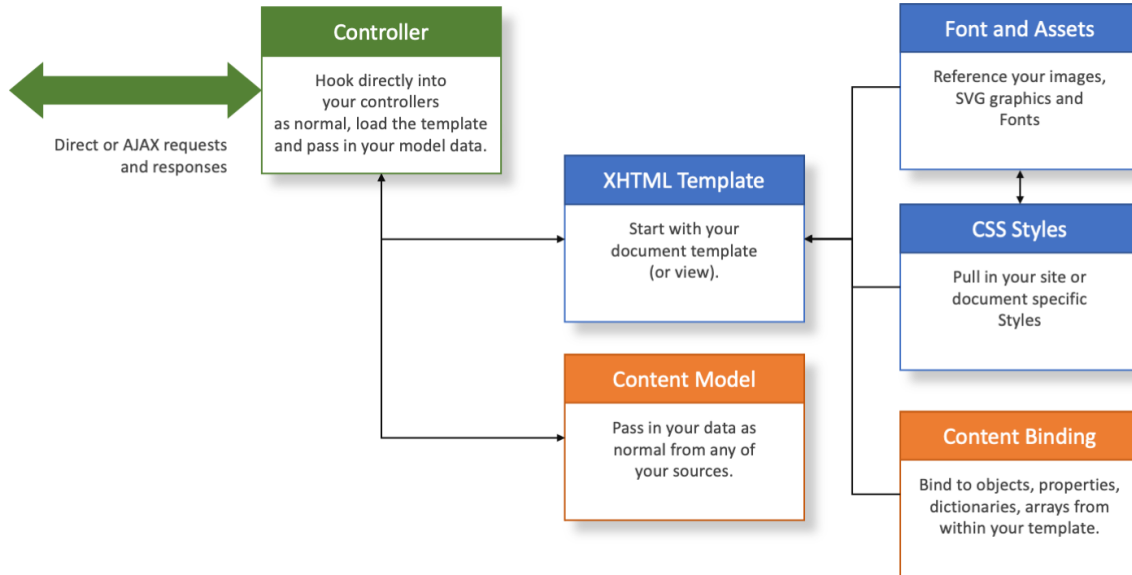 Controller
Hook directly into
your controllers
as normal, load the template
and pass in your model data.
Direct or AJAX requests
and responses
XHTML Template
Start with your
document template
(or view).
Content Model
Pass in your data as
normal from any of
your sources.
Font and Assets
Reference your images,
SVG graphics and
Fonts
CSS Styles
Pull in your site or
document specific
Styles
Content Binding
Bind to objects, properties,
dictionaries, arrays from
within your template.